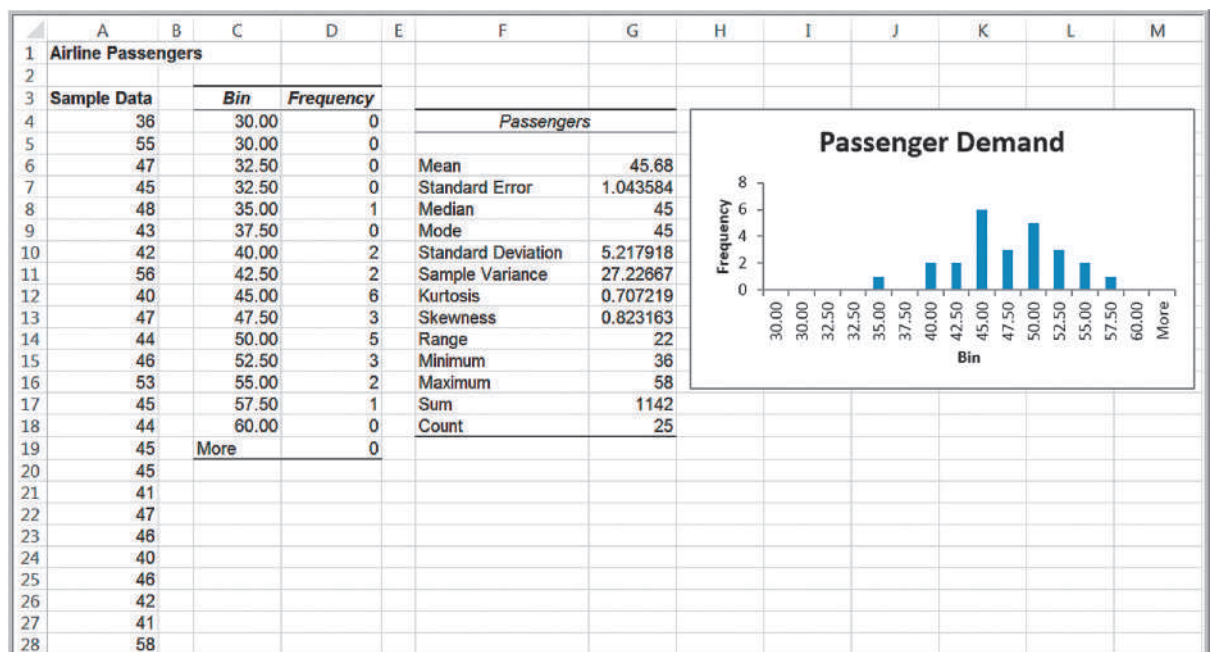 A B C D E F G H I J K L M
1 Airline Passengers
2
3 Sample Data Bin Frequency
4 36 30.00 0 Passengers
5 55 30.00 0
6 47 32.50 0 Mean 45.68
7 45 32.50 0 Standard Error 1.043584
8 48 35.00 1 Median 45
9 43 37.50 0 Mode 45
10 42 40.00 2 Standard Deviation 5.217918
11 56 42.50 2 Sample Variance 27.22667
12 40 45.00 6 Kurtosis 0.707219
13 47 47.50 3 Skewness 0.823163
14 44 50.00 5 Range 22
15 46 52.50 3 Minimum 36
16 53 55.00 2 Maximum 58
17 45 57.50 1 Sum 1142
18 44 60.00 0 Count 25
19 45 More 0
20 45
21 41
22 47
23 46
24 40
25 46
26 42
27 41
28 58
Passenger Demand
Frequency
8
6
4
2
0
30.00 30.00 32.50 32.50 35.00 37.50 40.00 42.50 45.00 47.50 50.00 52.50 55.00 57.50 60.00 More
Bin